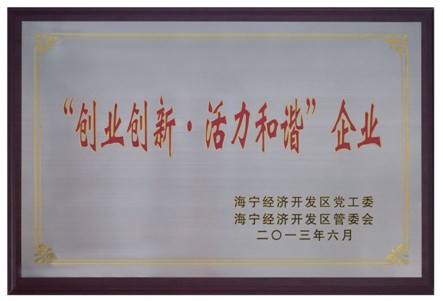 “创业创新·活力和谐”企业
海宁经济开发区党工委
海宁经济开发区管委会
二〇一三年六月